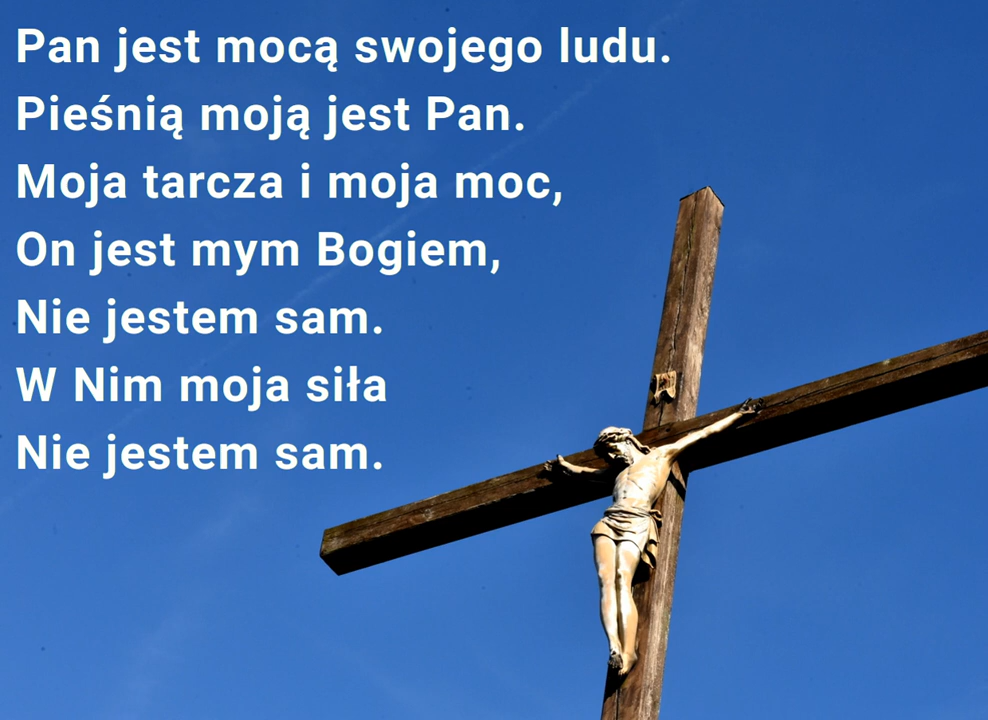 Pan jest mocą swojego ludu.
Pieśnią moją jest Pan.
Moja tarcza i moja moc,
On jest mym Bogiem,
Nie jestem sam.
W Nim moja siła
Nie jestem sam.